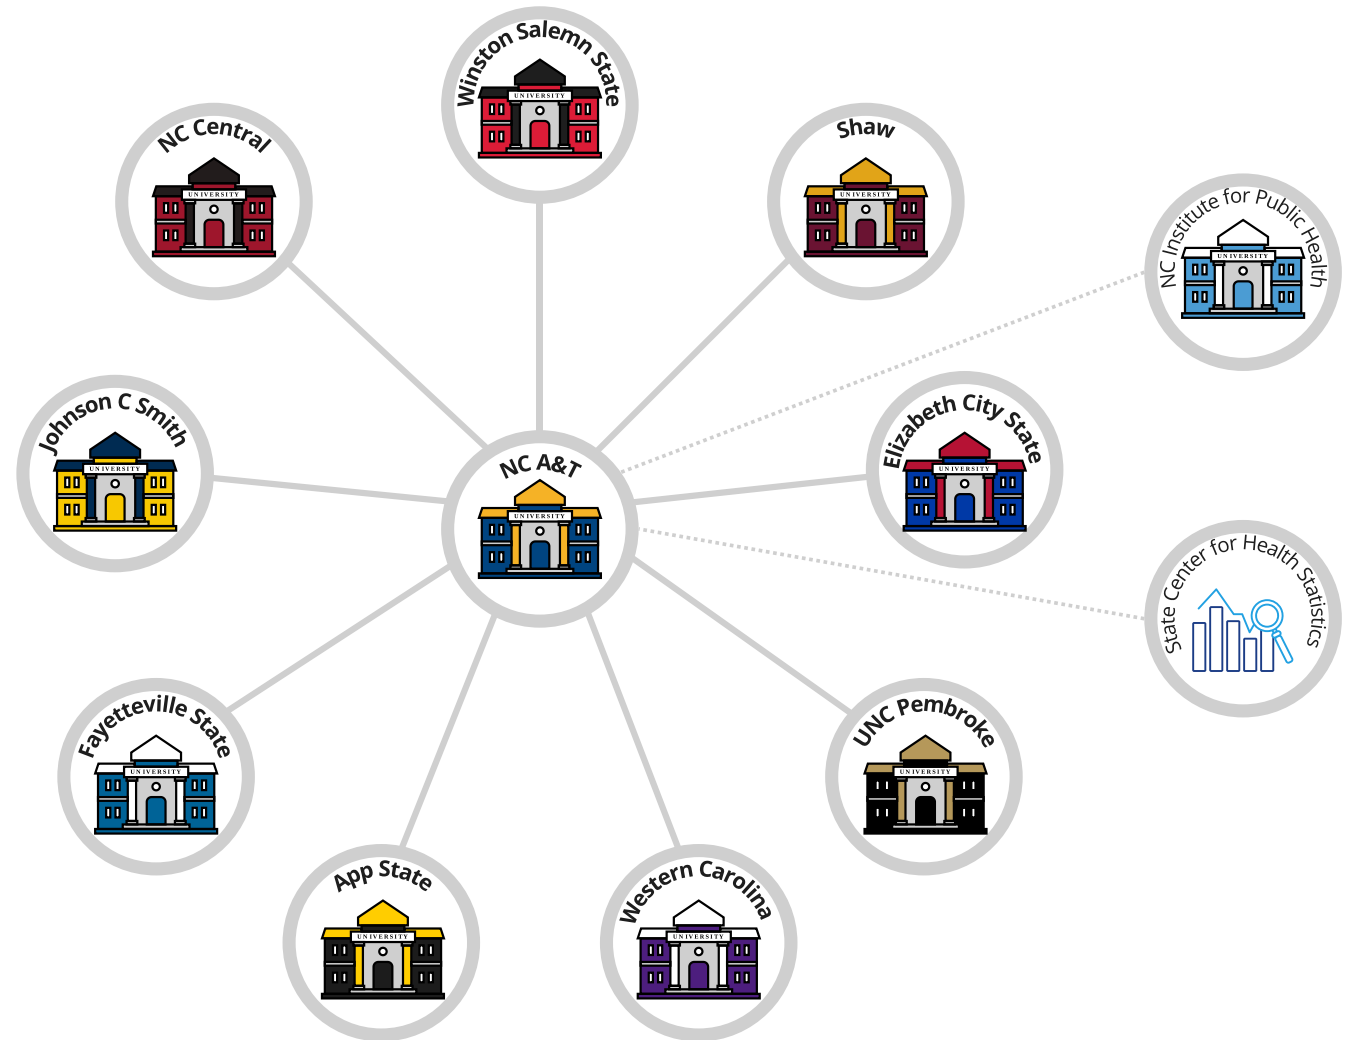 Winston Salemn State
UNIVERSITY
NC Central
UNIVERSITY
Shaw
UNIVERSITY
NC Institute for Public Health
UNIVERSITY
Johnson C Smith
UNIVERSITY
Elizabeth City State
UNIVERSITY
NC A&T
UNIVERSITY
State Center for Health Statistics
Fayetteville State
UNIVERSITY
UNC Pembroke
UNIVERSITY
App State
UNIVERSITY
Western Carolina
UNIVERSITY